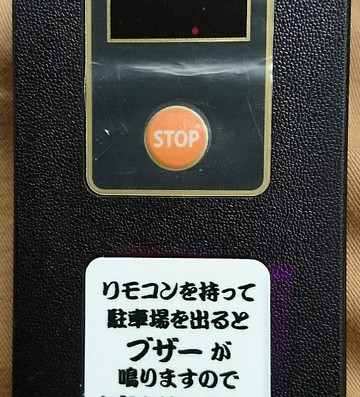 STOP
リモコンを持って
駐車場を出ると
ブザーが
鳴りますので